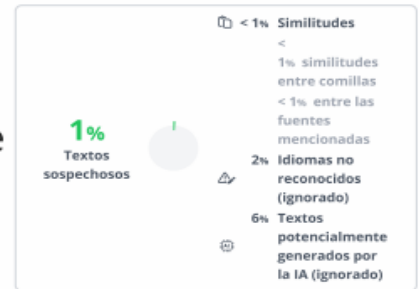 1%
Textos
sospechosos
< 1% Similitudes
<
1% similitudes
entre comillas
< 1% entre las
fuentes
mencionadas
2% Idiomas no
reconocidos
(ignorado)
6% Textos
potencialmente
generados por
la IA (ignorado)